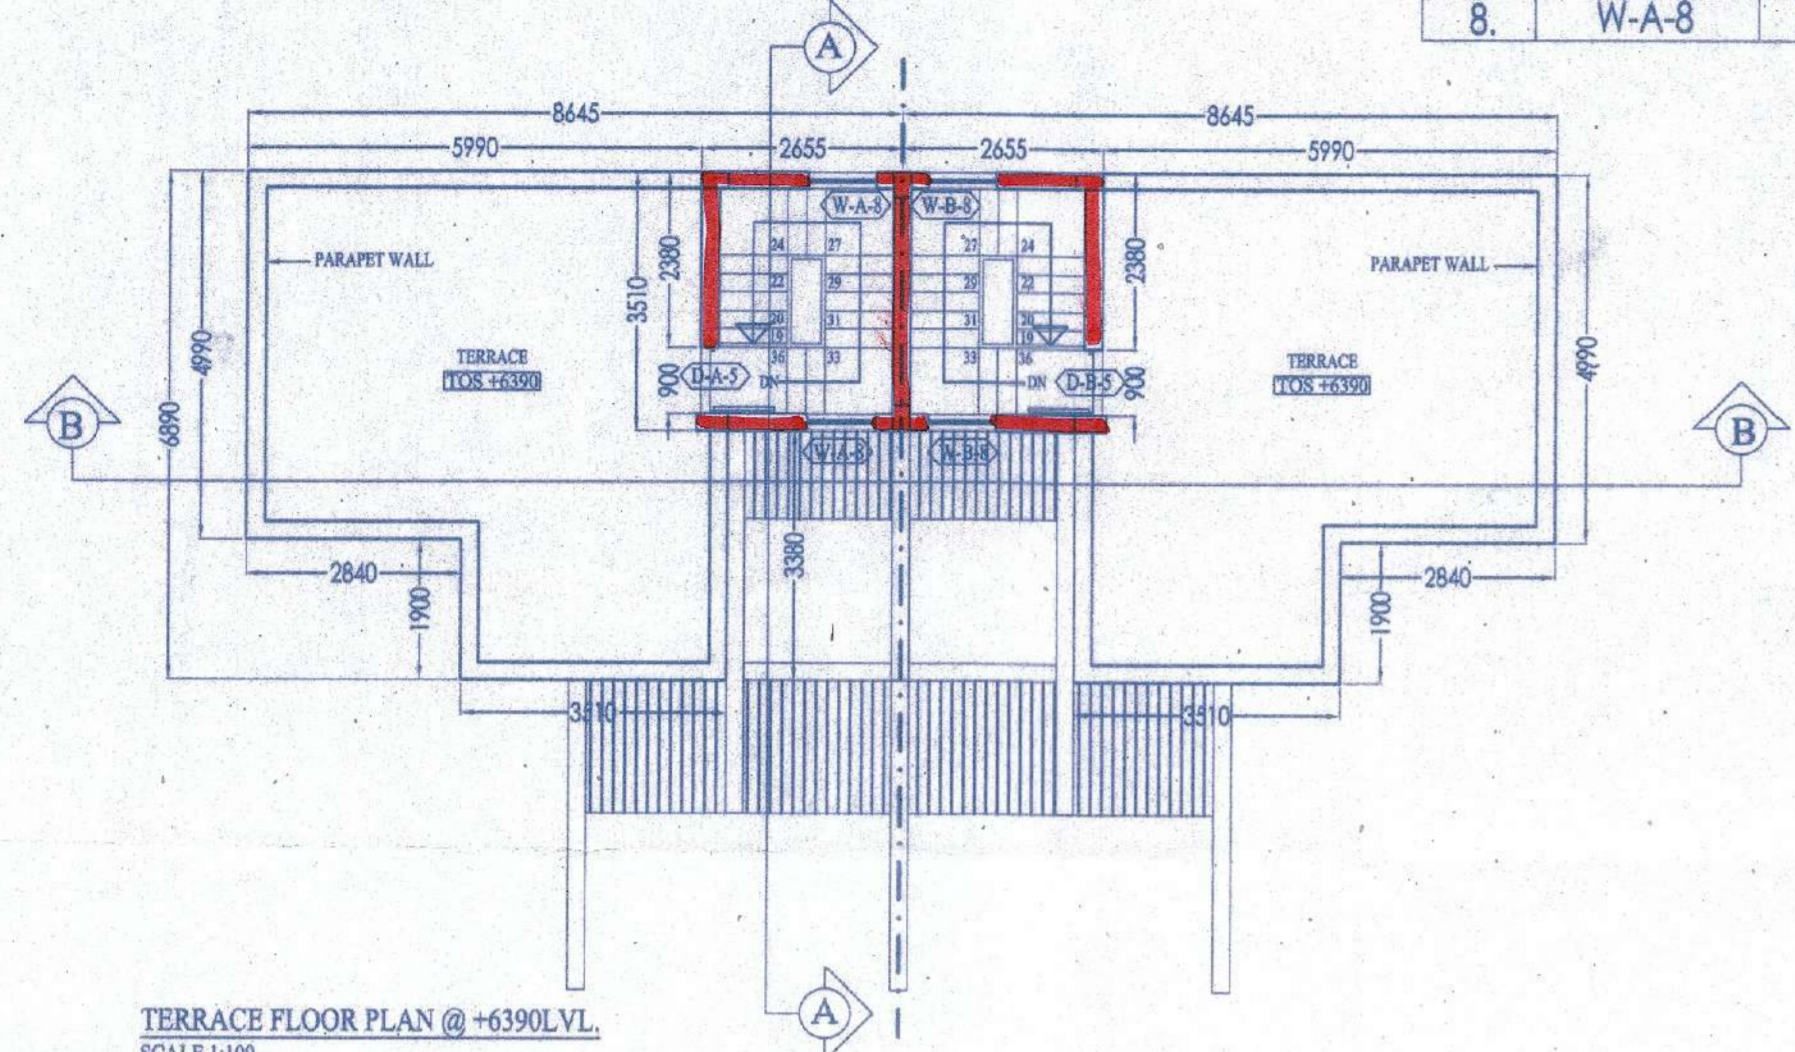 8. W-A-8
A
8645 8645
5990 2655 2655 5990
W-A-8 W-B-8
24 27 27 24
PARAPET WALL 2380 2380 PARAPET WALL
22 29 29 22
3510
20 31 31 20
19 19
4990 4990
36 33 33 36
TERRACE TERRACE
TOS +6390 TOS +6390
900 D-A-5 DN DN D-B-5 900
6890
B B
W-A-8 W-B-8
3380
2840 2840
1900 1900
3510 3510
A
TERRACE FLOOR PLAN @ +6390LVL.
SCALE 1:100